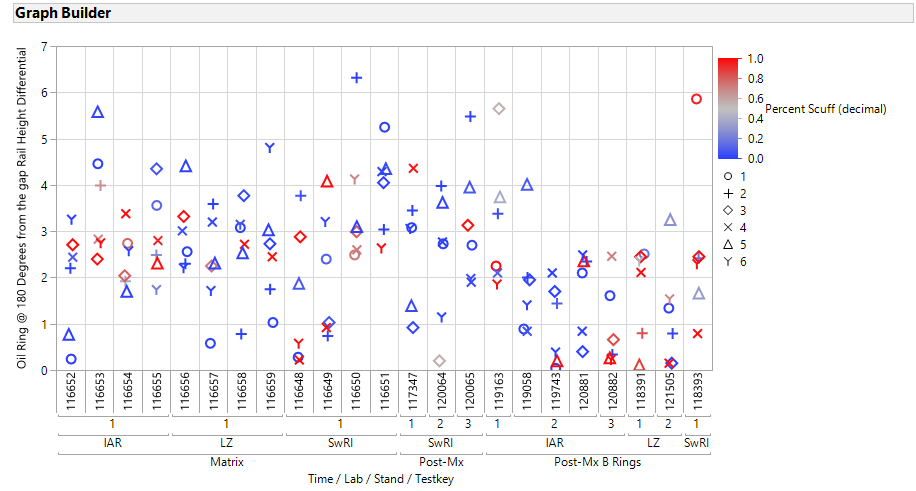 Graph Builder
Oil Ring @ 180 Degrees from the gap Rail Height Differential
7
6
5
4
3
2
1
0
116652 116653 116654 116655 116656 116657 116658 116659 116648 116649 116650 116651 117347 120064 120065 119163 119058 119743 120881 120882 118391 121505 118393
1 1 1 1 2 3 1 2 3 1 2 1
IAR LZ SwRI SwRI IAR LZ SwRI
Matrix Post-Mx Post-Mx B Rings
Time / Lab / Stand / Testkey
1.0
0.8
0.6
0.4
0.2
0.0
Percent Scuff (decimal)
1
2
3
4
5
6